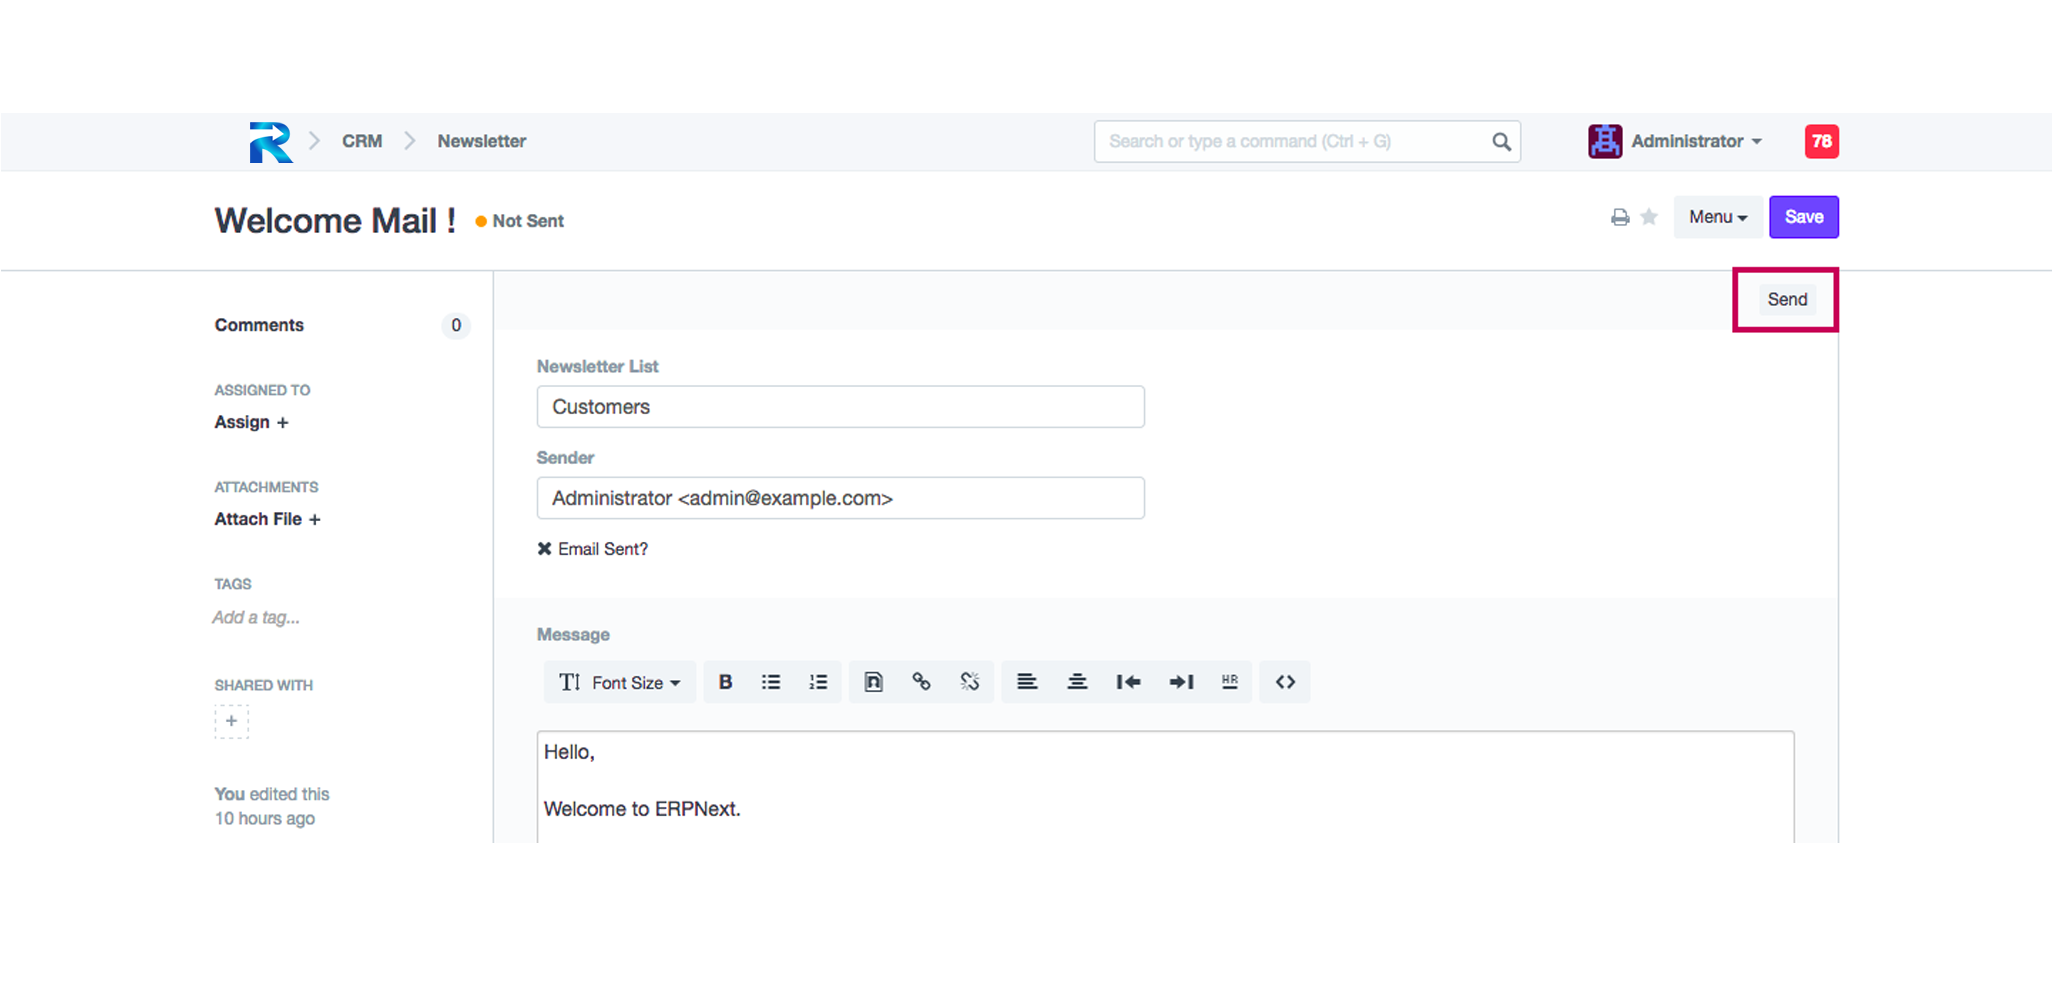 CRM Newsletter Search or type a command (Ctrl + G) Administrator 78
Welcome Mail ! Not Sent Menu Save
Send
Comments 0
ASSIGNED TO
Assign +
ATTACHMENTS
Attach File +
TAGS
Add a tag...
SHARED WITH
+
You edited this
10 hours ago
Newsletter List
Customers
Sender
Administrator <admin@example.com>
Email Sent?
Message
Font Size B HR <>
Hello,
Welcome to ERPNext.